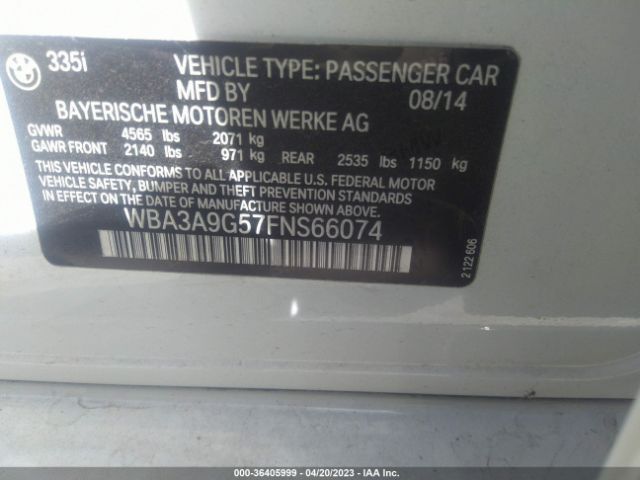 BMW 335i VEHICLE TYPE: PASSENGER CAR
MFD BY 08/14
BAYERISCHE MOTOREN WERKE AG
GVWR 4565 lbs 2071 kg
GAWR FRONT 2140 lbs 971 kg REAR 2535 lbs 1150 kg
THIS VEHICLE CONFORMS TO ALL APPLICABLE U.S. FEDERAL MOTOR
VEHICLE SAFETY, BUMPER AND THEFT PREVENTION STANDARDS IN
EFFECT ON THE DATE OF MANUFACTURE SHOWN ABOVE.
WBA3A9G57FNS66074
2 122 606
000-36405999 - 04/20/2023 - IAA Inc.